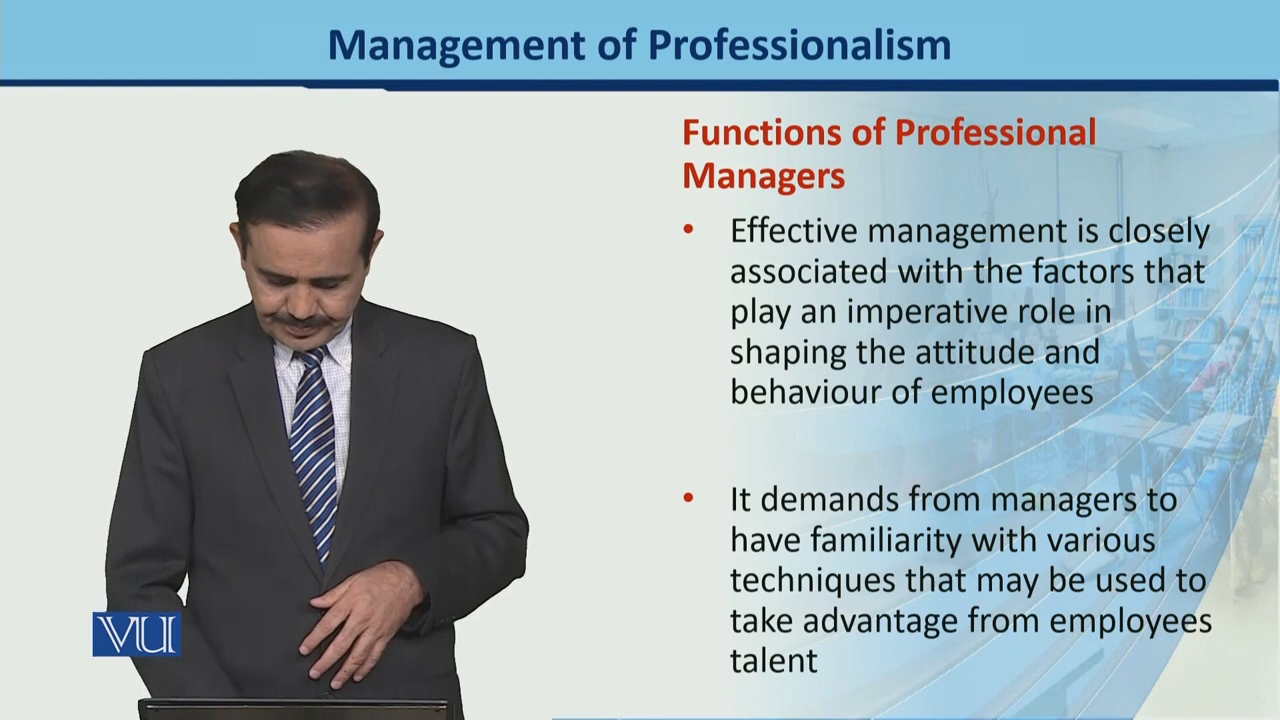 Management of Professionalism
Functions of Professional
Managers
• Effective management is closely
associated with the factors that
play an imperative role in
shaping the attitude and
behaviour of employees
• It demands from managers to
have familiarity with various
techniques that may be used to
take advantage from employees
talent
VU